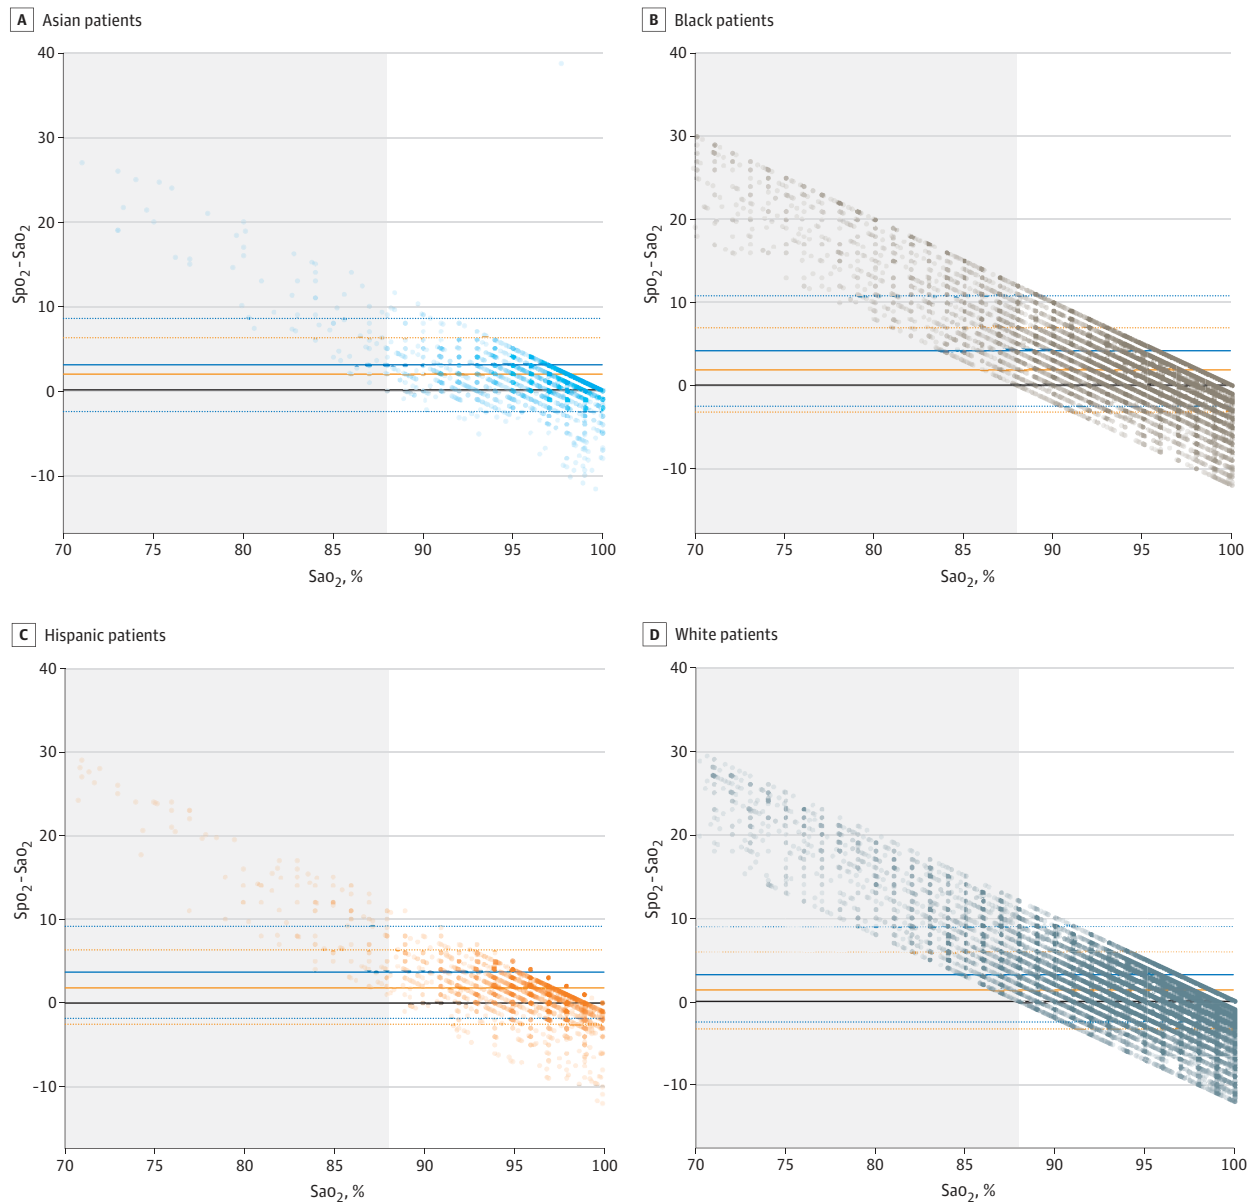 A Asian patients
40
30
20
10
0
-10
Spo2 - Sao2
70 75 80 85 90 95 100
Sao2, %
B Black patients
40
30
20
10
0
-10
Spo2 - Sao2
70 75 80 85 90 95 100
Sao2, %
C Hispanic patients
40
30
20
10
0
-10
Spo2 - Sao2
70 75 80 85 90 95 100
Sao2, %
D White patients
40
30
20
10
0
-10
Spo2 - Sao2
70 75 80 85 90 95 100
Sao2, %